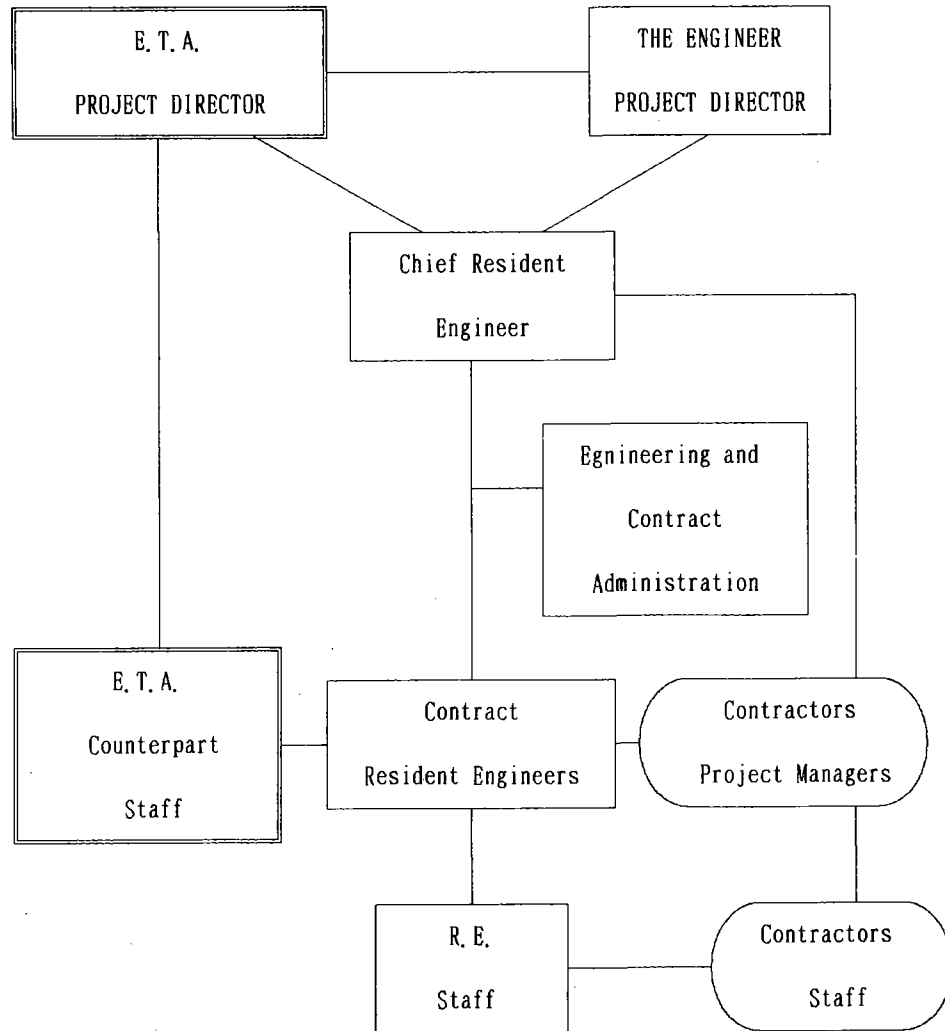 E. T. A.
PROJECT DIRECTOR
THE ENGINEER
PROJECT DIRECTOR
Chief Resident
Engineer
Egnineering and
Contract
Administration
E. T. A.
Counterpart
Staff
Contract
Resident Engineers
Contractors
Project Managers
R. E.
Staff
Contractors
Staff